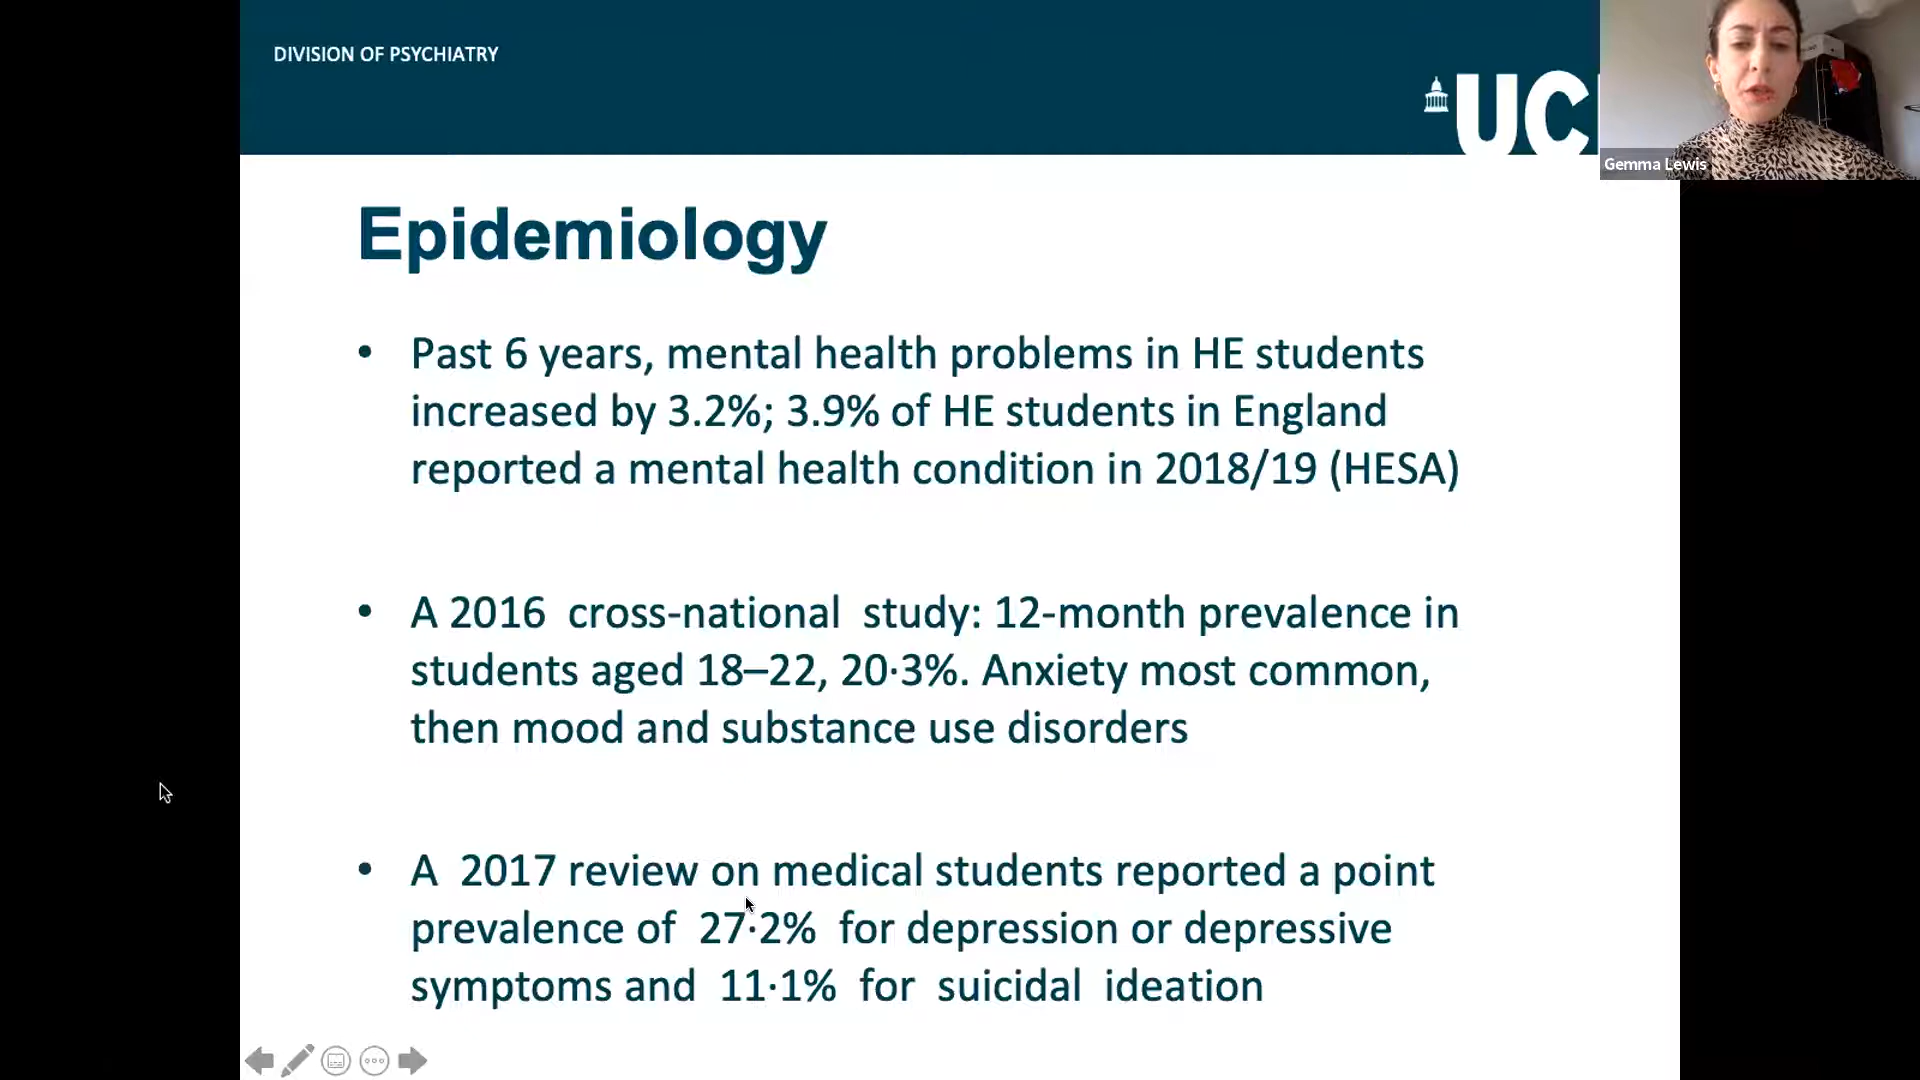 DIVISION OF PSYCHIATRY
UC
Gemma Lewis
Epidemiology
• Past 6 years, mental health problems in HE students
increased by 3.2%; 3.9% of HE students in England
reported a mental health condition in 2018/19 (HESA)
• A 2016 cross-national study: 12-month prevalence in
students aged 18–22, 20·3%. Anxiety most common,
then mood and substance use disorders
• A 2017 review on medical students reported a point
prevalence of 27·2% for depression or depressive
symptoms and 11·1% for suicidal ideation